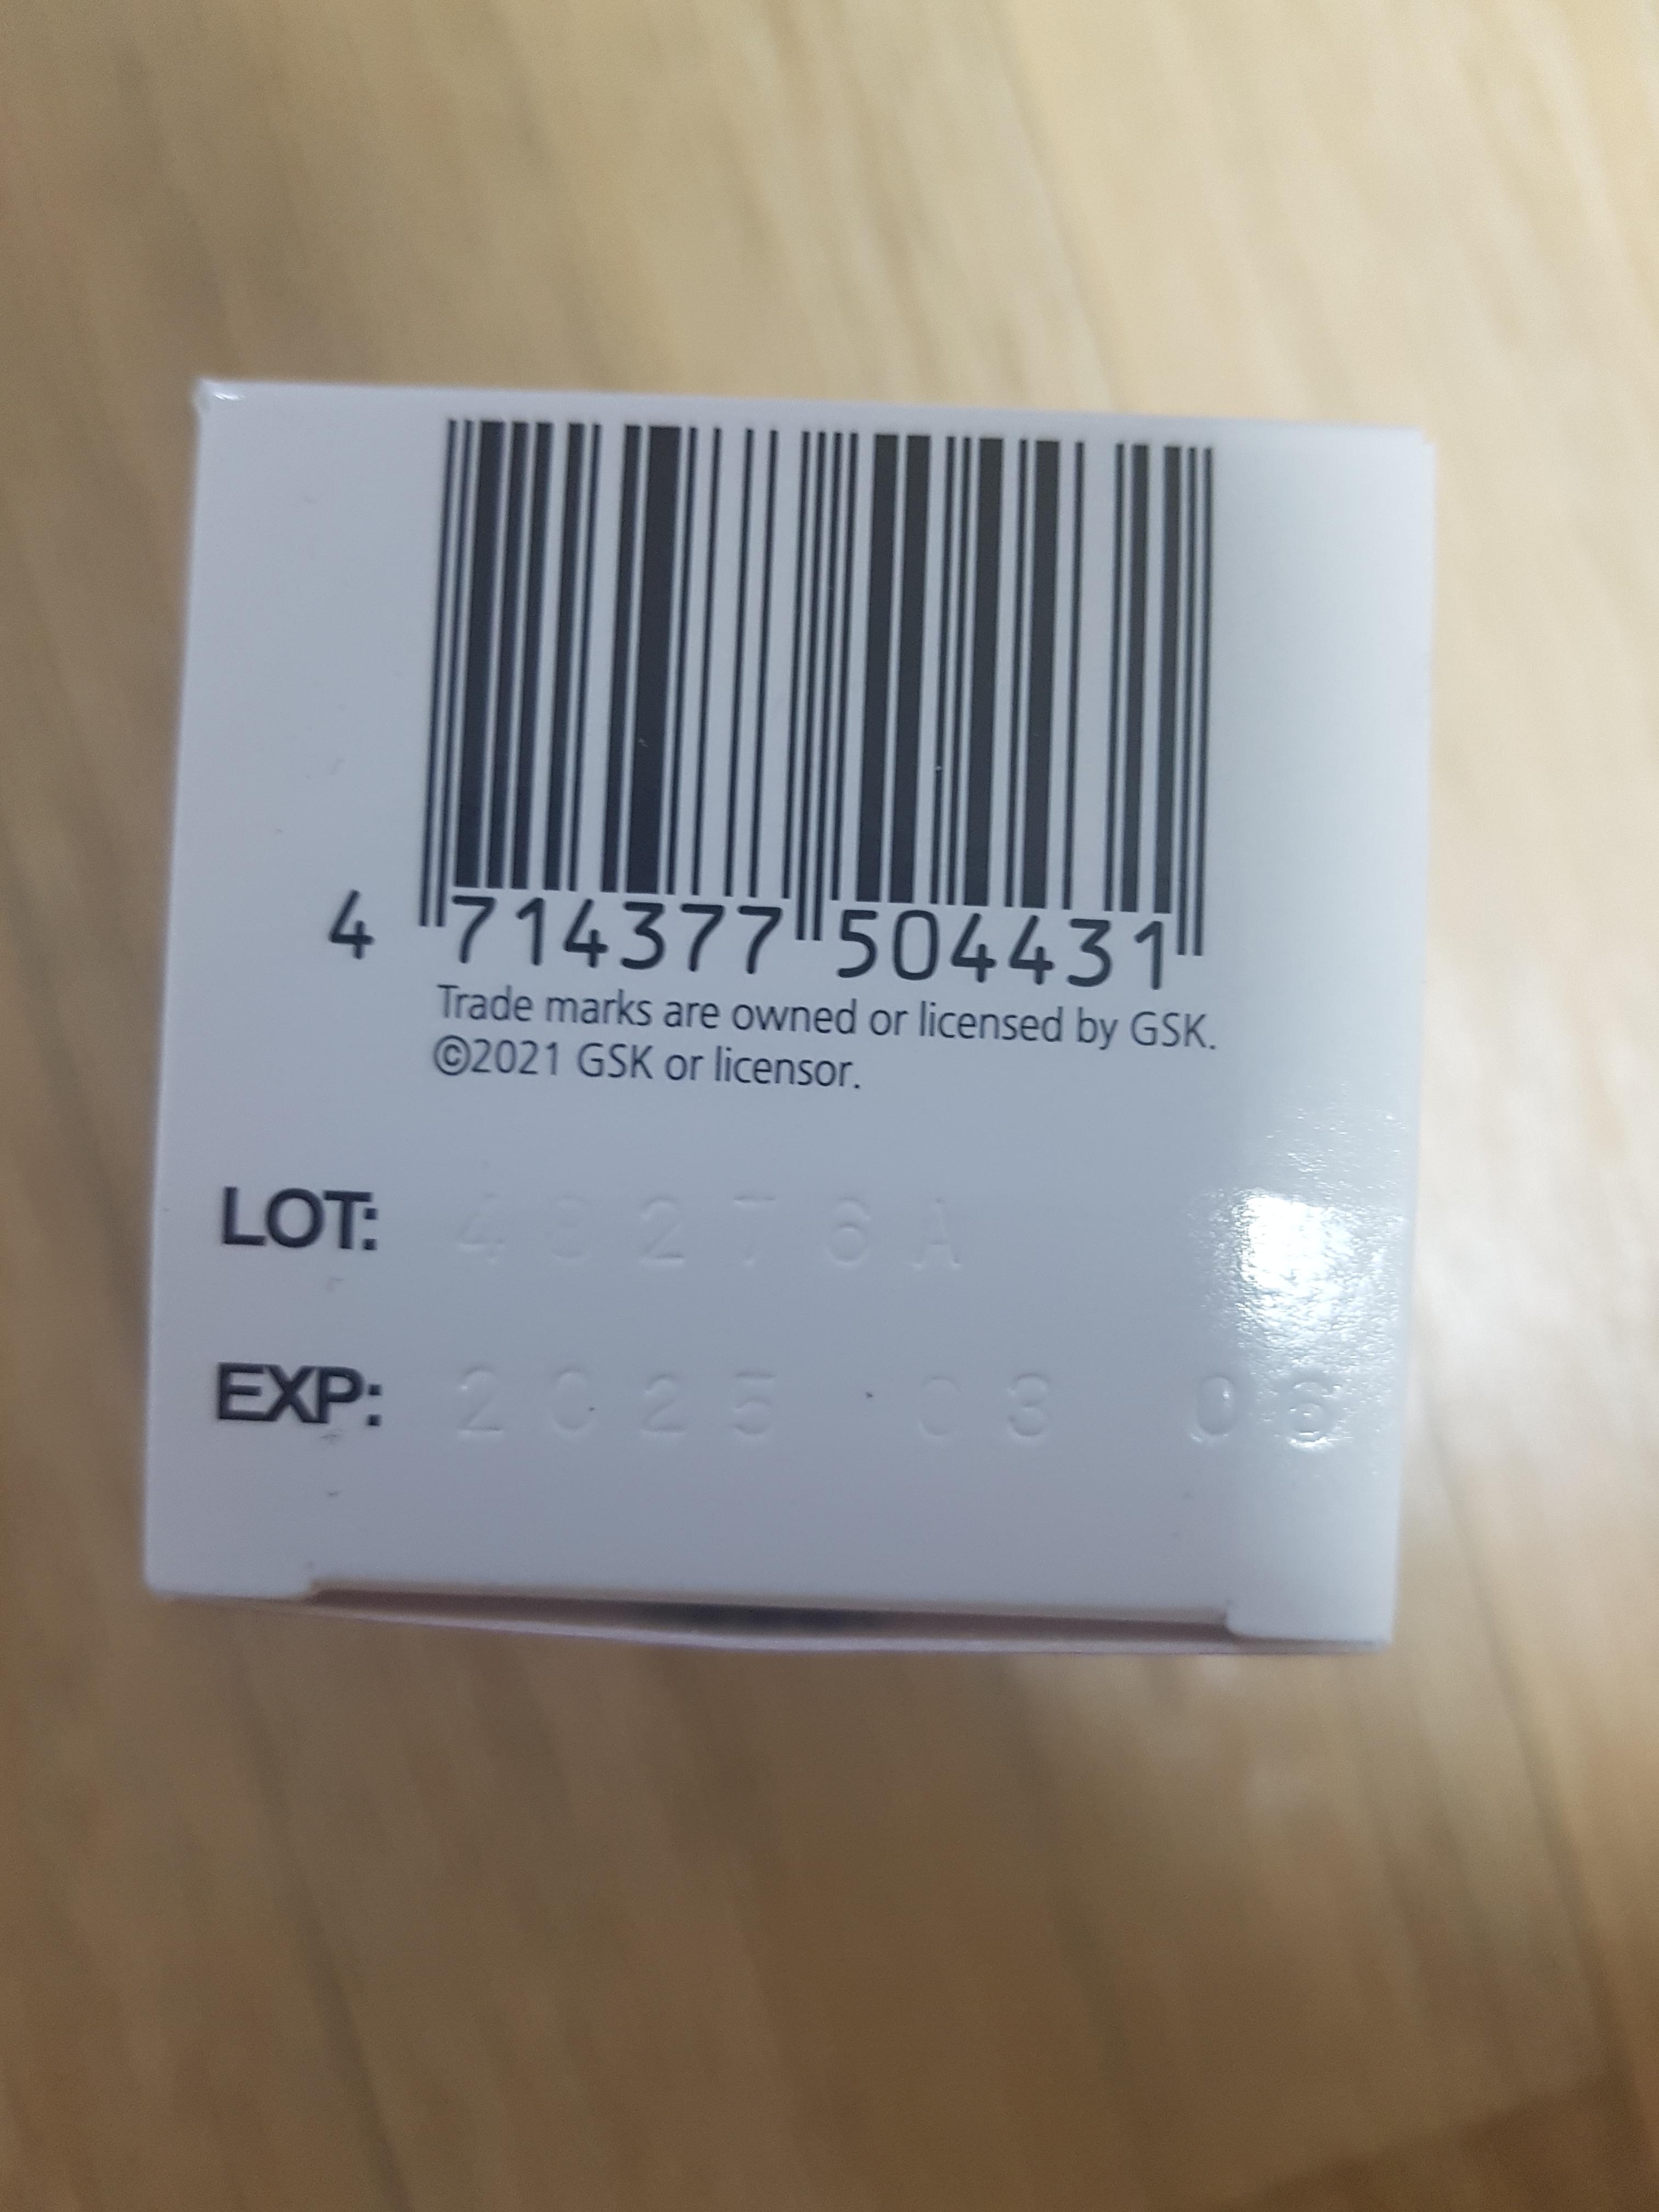 4 714377 504431
Trade marks are owned or licensed by GSK.
©2021 GSK or licensor.
LOT:
EXP: 2025 03 06